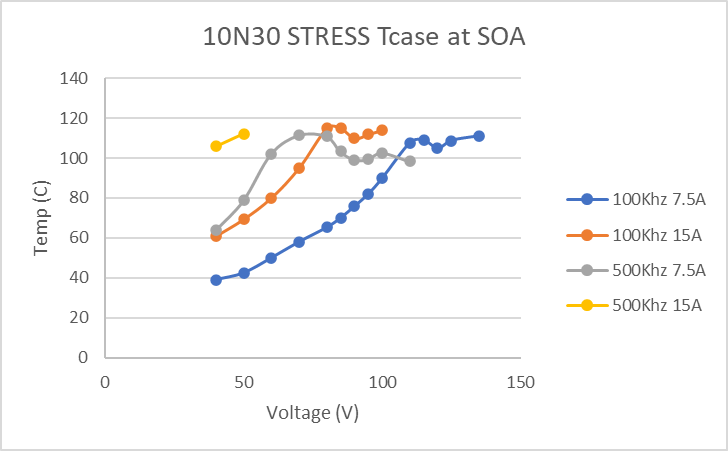 10N30 STRESS Tcase at SOA
140
120
100
80
60
40
20
0
Temp (C)
0 50 100 150
Voltage (V)
100Khz 7.5A
100Khz 15A
500Khz 7.5A
500Khz 15A